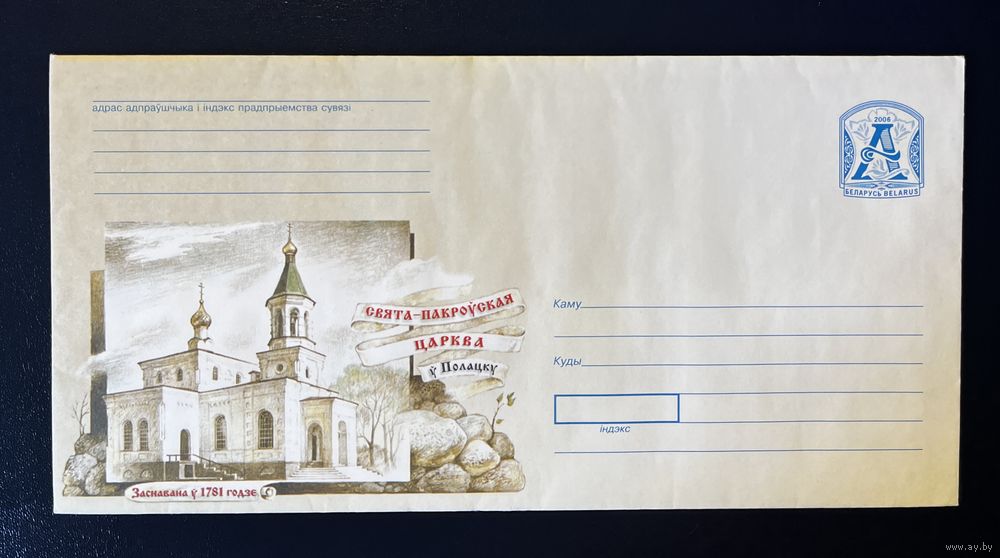 адрас адпраўшчыка і індэкс прадпрыемства сувязі
2006
А
БЕЛАРУСЬ BELARUS
СВЯТА-ПАКРОЎСКАЯ
ЦАРКВА
ў Полацку
Заснавана ў 1781 годзе
Каму
Куды
індэкс
www.ay.by